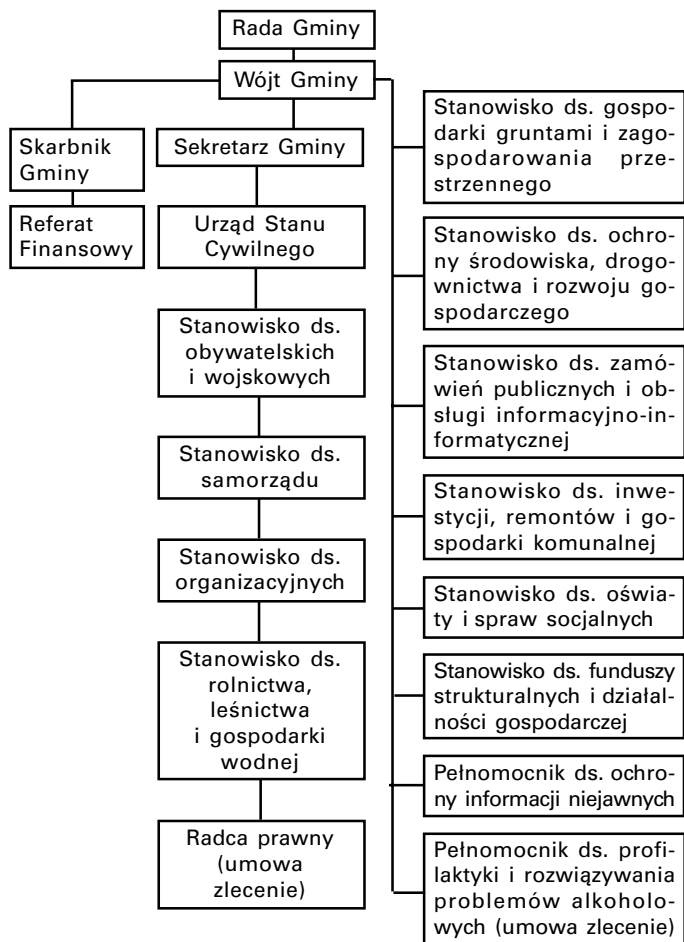 Rada Gminy
Wójt Gminy
Skarbnik
Gminy
Referat
Finansowy
Sekretarz Gminy
Urząd Stanu
Cywilnego
Stanowisko ds.
obywatelskich
i wojskowych
Stanowisko ds.
samorządu
Stanowisko ds.
organizacyjnych
Stanowisko ds.
rolnictwa,
leśnictwa
i gospodarki
wodnej
Radca prawny
(umowa
zlecenie)
Stanowisko ds. gospo-
darki gruntami i zago-
spodarowania prze-
strzennego
Stanowisko ds. ochro-
ny środowiska, drogo-
wnictwa i rozwoju go-
spodarczego
Stanowisko ds. zamó-
wień publicznych i ob-
sługi informacyjno-in-
formatycznej
Stanowisko ds. inwe-
stycji, remontów i go-
spodarki komunalnej
Stanowisko ds. oświa-
ty i spraw socjalnych
Stanowisko ds. funduszy
strukturalnych i działal-
ności gospodarczej
Pełnomocnik ds. ochro-
ny informacji niejawnych
Pełnomocnik ds. profi-
laktyki i rozwiązywania
problemów alkoholo-
wych (umowa zlecenie)